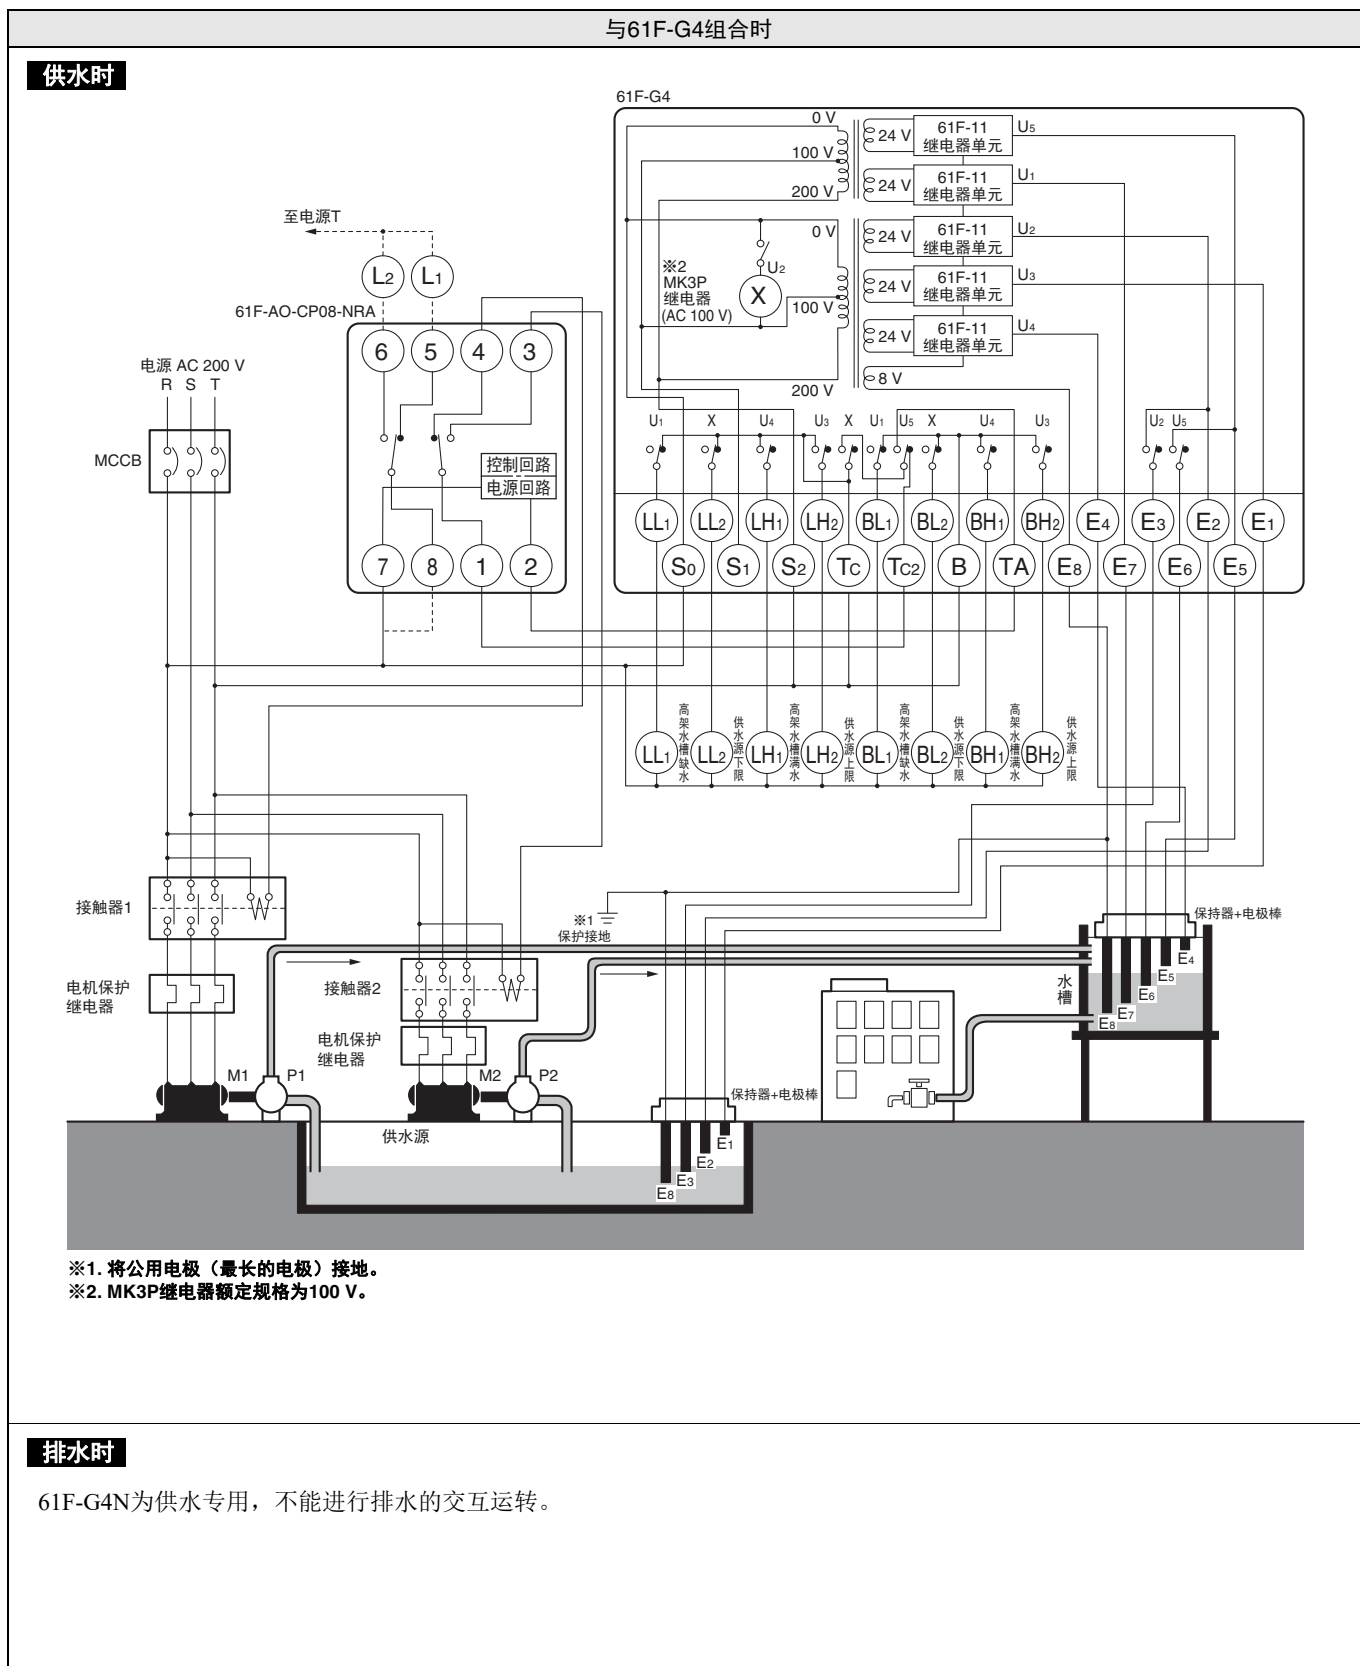 与61F-G4组合时
供水时
61F-G4
0 V
100 V
200 V
24 V
61F-11
继电器单元
U5
24 V
61F-11
继电器单元
U1
0 V
100 V
200 V
24 V
61F-11
继电器单元
U2
24 V
61F-11
继电器单元
U3
24 V
61F-11
继电器单元
U4
8 V
※2
MK3P
继电器
(AC 100 V)
U2
X
至电源T
L2 L1
61F-AO-CP08-NRA
6 5 4 3
控制回路
电源回路
7 8 1 2
电源 AC 200 V
R S T
MCCB
U1 X U4 U3 X U1 U5 X U4 U3 U2 U5
LL1 LL2 LH1 LH2 BL1 BL2 BH1 BH2 E4 E3 E2 E1
S0 S1 S2 TC TC2 B TA E8 E7 E6 E5
LL1
高架水槽缺水
LL2
供水源下限
LH1
高架水槽满水
LH2
供水源上限
BL1
高架水槽缺水
BL2
供水源下限
BH1
高架水槽满水
BH2
供水源上限
接触器1
※1
保护接地
保持器+电极棒
接触器2
水槽
E4
E5
E6
E7
E8
电机保护
继电器
电机保护
继电器
M1 P1
M2 P2
保持器+电极棒
供水源
E1
E2
E3
E8
※1. 将公用电极（最长的电极）接地。
※2. MK3P继电器额定规格为100 V。
排水时
61F-G4N为供水专用，不能进行排水的交互运转。